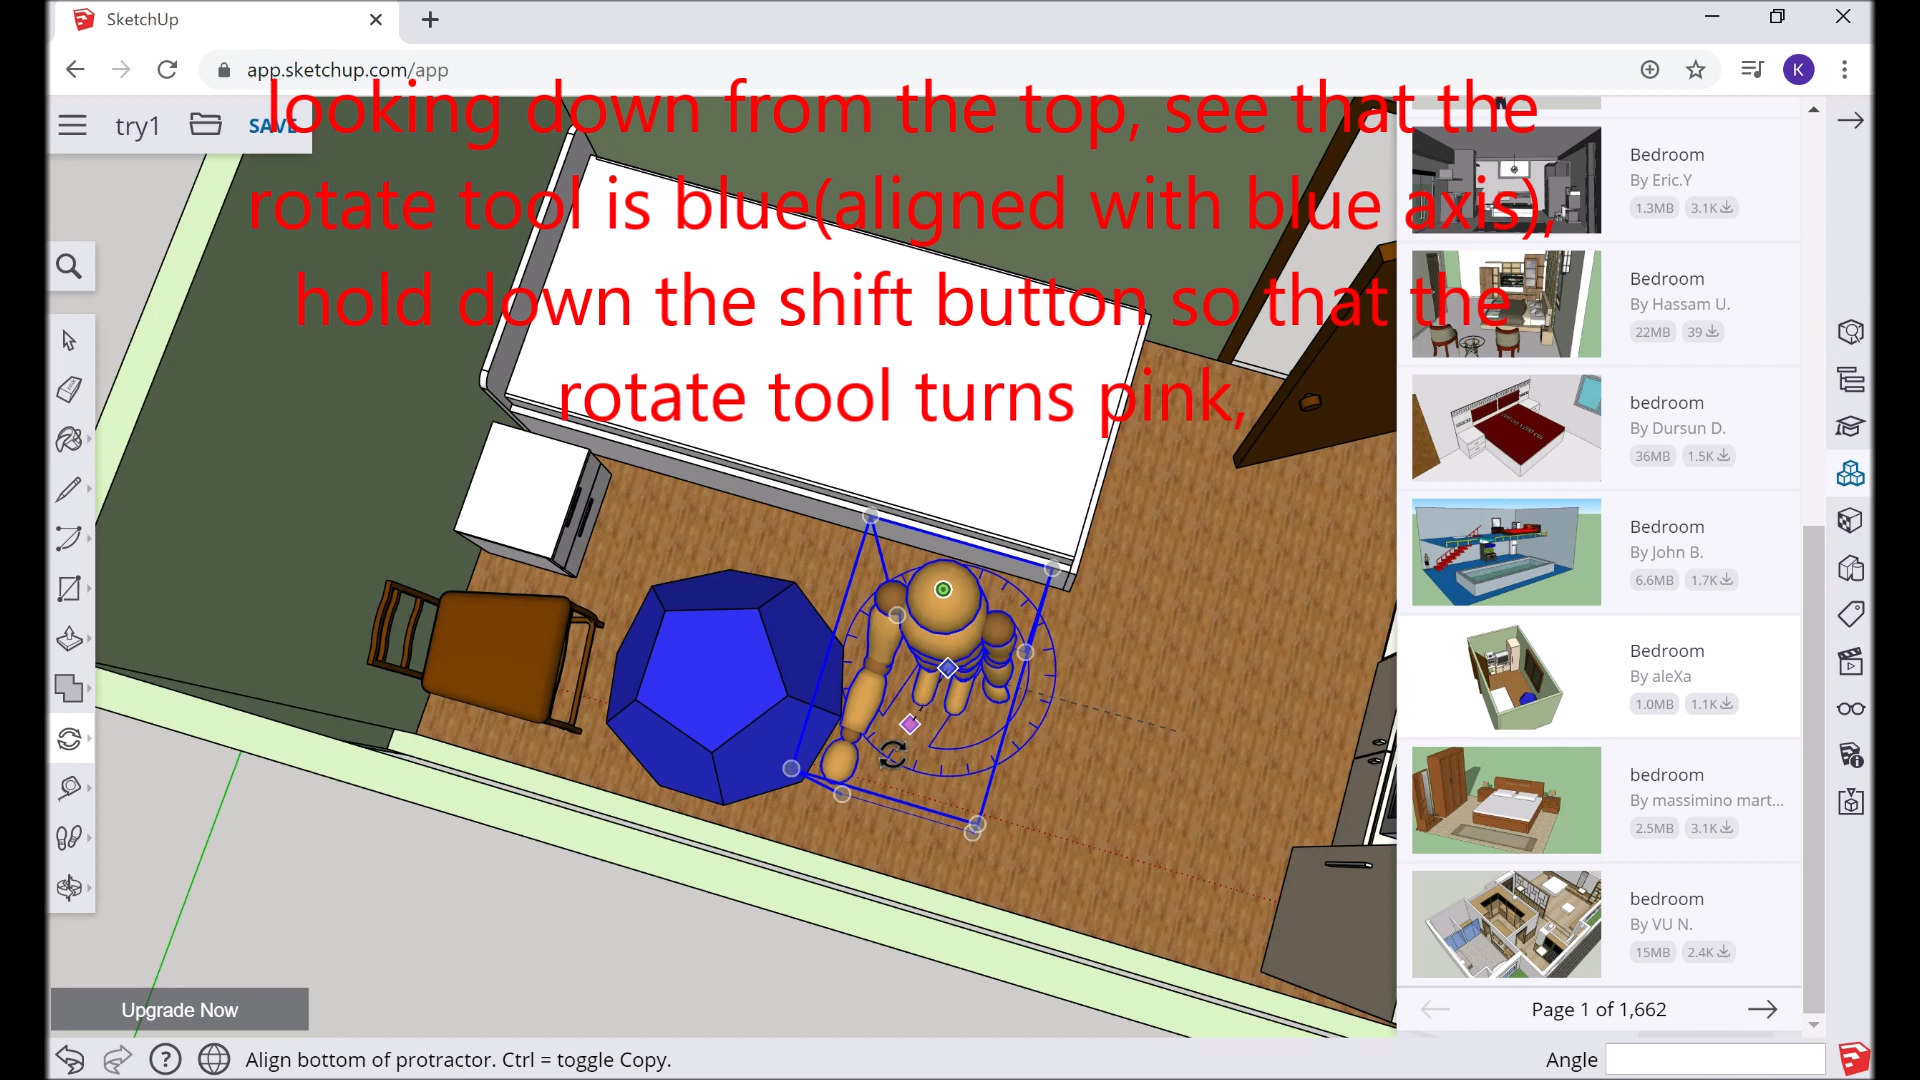 SketchUp
app.sketchup.com/app
K
try1
SAVE
looking down from the top, see that the
rotate tool is blue(aligned with blue axis),
hold down the shift button so that the
rotate tool turns pink,
Bedroom
By Eric.Y
1.3MB 3.1K
Bedroom
By Hassam U.
22MB 39
bedroom
By Dursun D.
36MB 1.5K
Bedroom
By John B.
6.6MB 1.7K
Bedroom
By aleXa
1.0MB 1.1K
bedroom
By massimino mart...
2.5MB 3.1K
bedroom
By VU N.
15MB 2.4K
Page 1 of 1,662
Upgrade Now
Align bottom of protractor. Ctrl = toggle Copy.
Angle